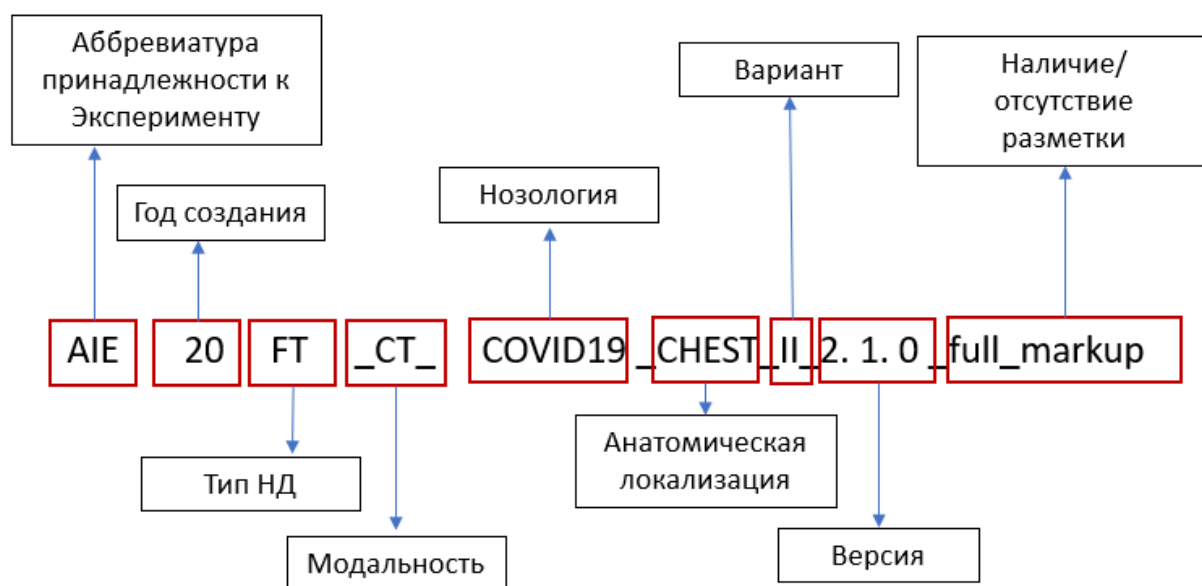 Аббревиатура
принадлежности к
Эксперименту
Вариант
Наличие/
отсутствие
разметки
Год создания
Нозология
AIE 20 FT _CT_ COVID19 _CHEST_II_2. 1. 0 _full_markup
Тип НД
Анатомическая
локализация
Модальность
Версия